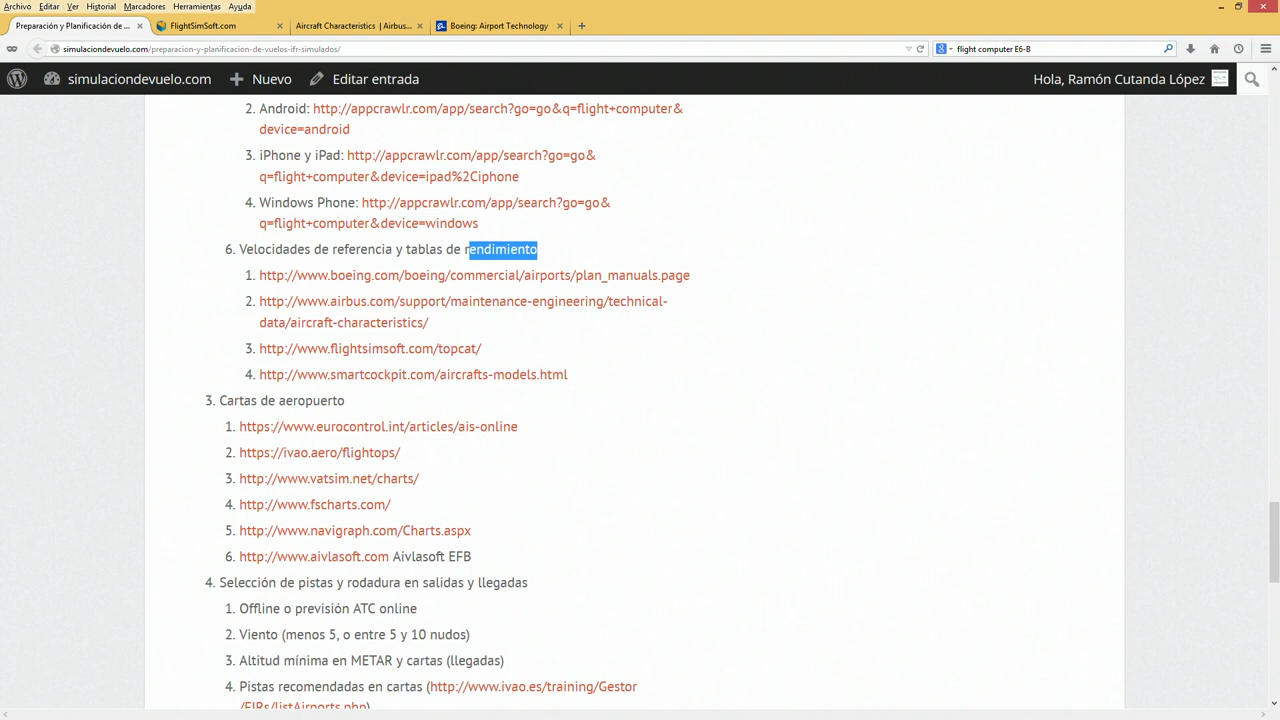 Archivo Editar Ver Historial Marcadores Herramientas Ayuda
Preparación y Planificación de ... × FlightSimSoft.com × Aircraft Characteristics | Airbus... × Boeing: Airport Technology × +
simulaciondevuelo.com/preparacion-y-planificacion-de-vuelos-ifr-simulados/ flight computer E6-B
simulaciondevuelo.com Nuevo Editar entrada Hola, Ramón Cutanda López
2. Android: http://appcrawlr.com/app/search?go=go&q=flight+computer&
device=android
3. iPhone y iPad: http://appcrawlr.com/app/search?go=go&
q=flight+computer&device=ipad%2Ciphone
4. Windows Phone: http://appcrawlr.com/app/search?go=go&
q=flight+computer&device=windows
6. Velocidades de referencia y tablas de rendimiento
1. http://www.boeing.com/boeing/commercial/airports/plan_manuals.page
2. http://www.airbus.com/support/maintenance-engineering/technical-
data/aircraft-characteristics/
3. http://www.flightsimsoft.com/topcat/
4. http://www.smartcockpit.com/aircrafts-models.html
3. Cartas de aeropuerto
1. https://www.eurocontrol.int/articles/ais-online
2. https://ivao.aero/flightops/
3. http://www.vatsim.net/charts/
4. http://www.fscharts.com/
5. http://www.navigraph.com/Charts.aspx
6. http://www.aivlasoft.com Aivlasoft EFB
4. Selección de pistas y rodadura en salidas y llegadas
1. Offline o previsión ATC online
2. Viento (menos 5, o entre 5 y 10 nudos)
3. Altitud mínima en METAR y cartas (llegadas)
4. Pistas recomendadas en cartas (http://www.ivao.es/training/Gestor
/FIRs/listAirports.php)